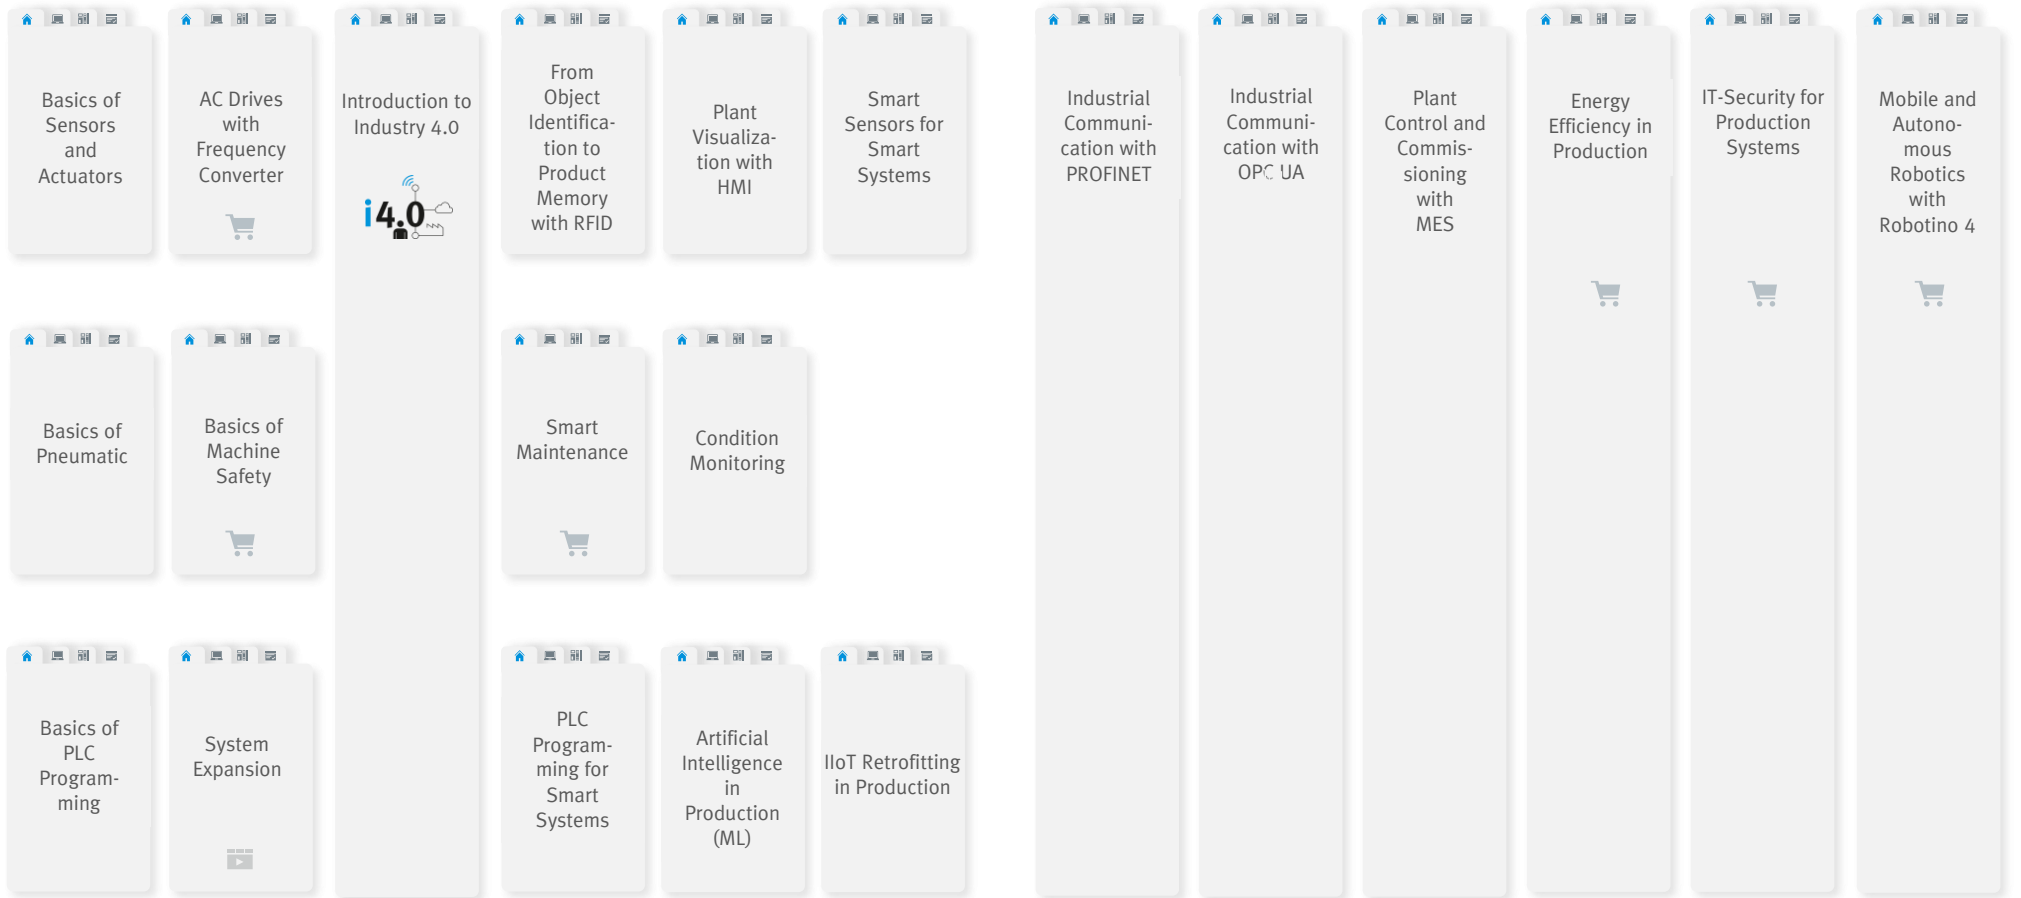 Basics of
Sensors
and
Actuators
AC Drives
with
Frequency
Converter
Introduction to
Industry 4.0
i4.0
From
Object
Identifica-
tion to
Product
Memory
with RFID
Plant
Visualiza-
tion with
HMI
Smart
Sensors for
Smart
Systems
Industrial
Communi-
cation with
PROFINET
Industrial
Communi-
cation with
OPC UA
Plant
Control and
Commis-
sioning
with
MES
Energy
Efficiency in
Production
IT-Security for
Production
Systems
Mobile and
Autono-
mous
Robotics
with
Robotino 4
Basics of
Pneumatic
Basics of
Machine
Safety
Smart
Maintenance
Condition
Monitoring
Basics of
PLC
Program-
ming
System
Expansion
PLC
Program-
ming for
Smart
Systems
Artificial
Intelligence
in
Production
(ML)
IIoT Retrofitting
in Production